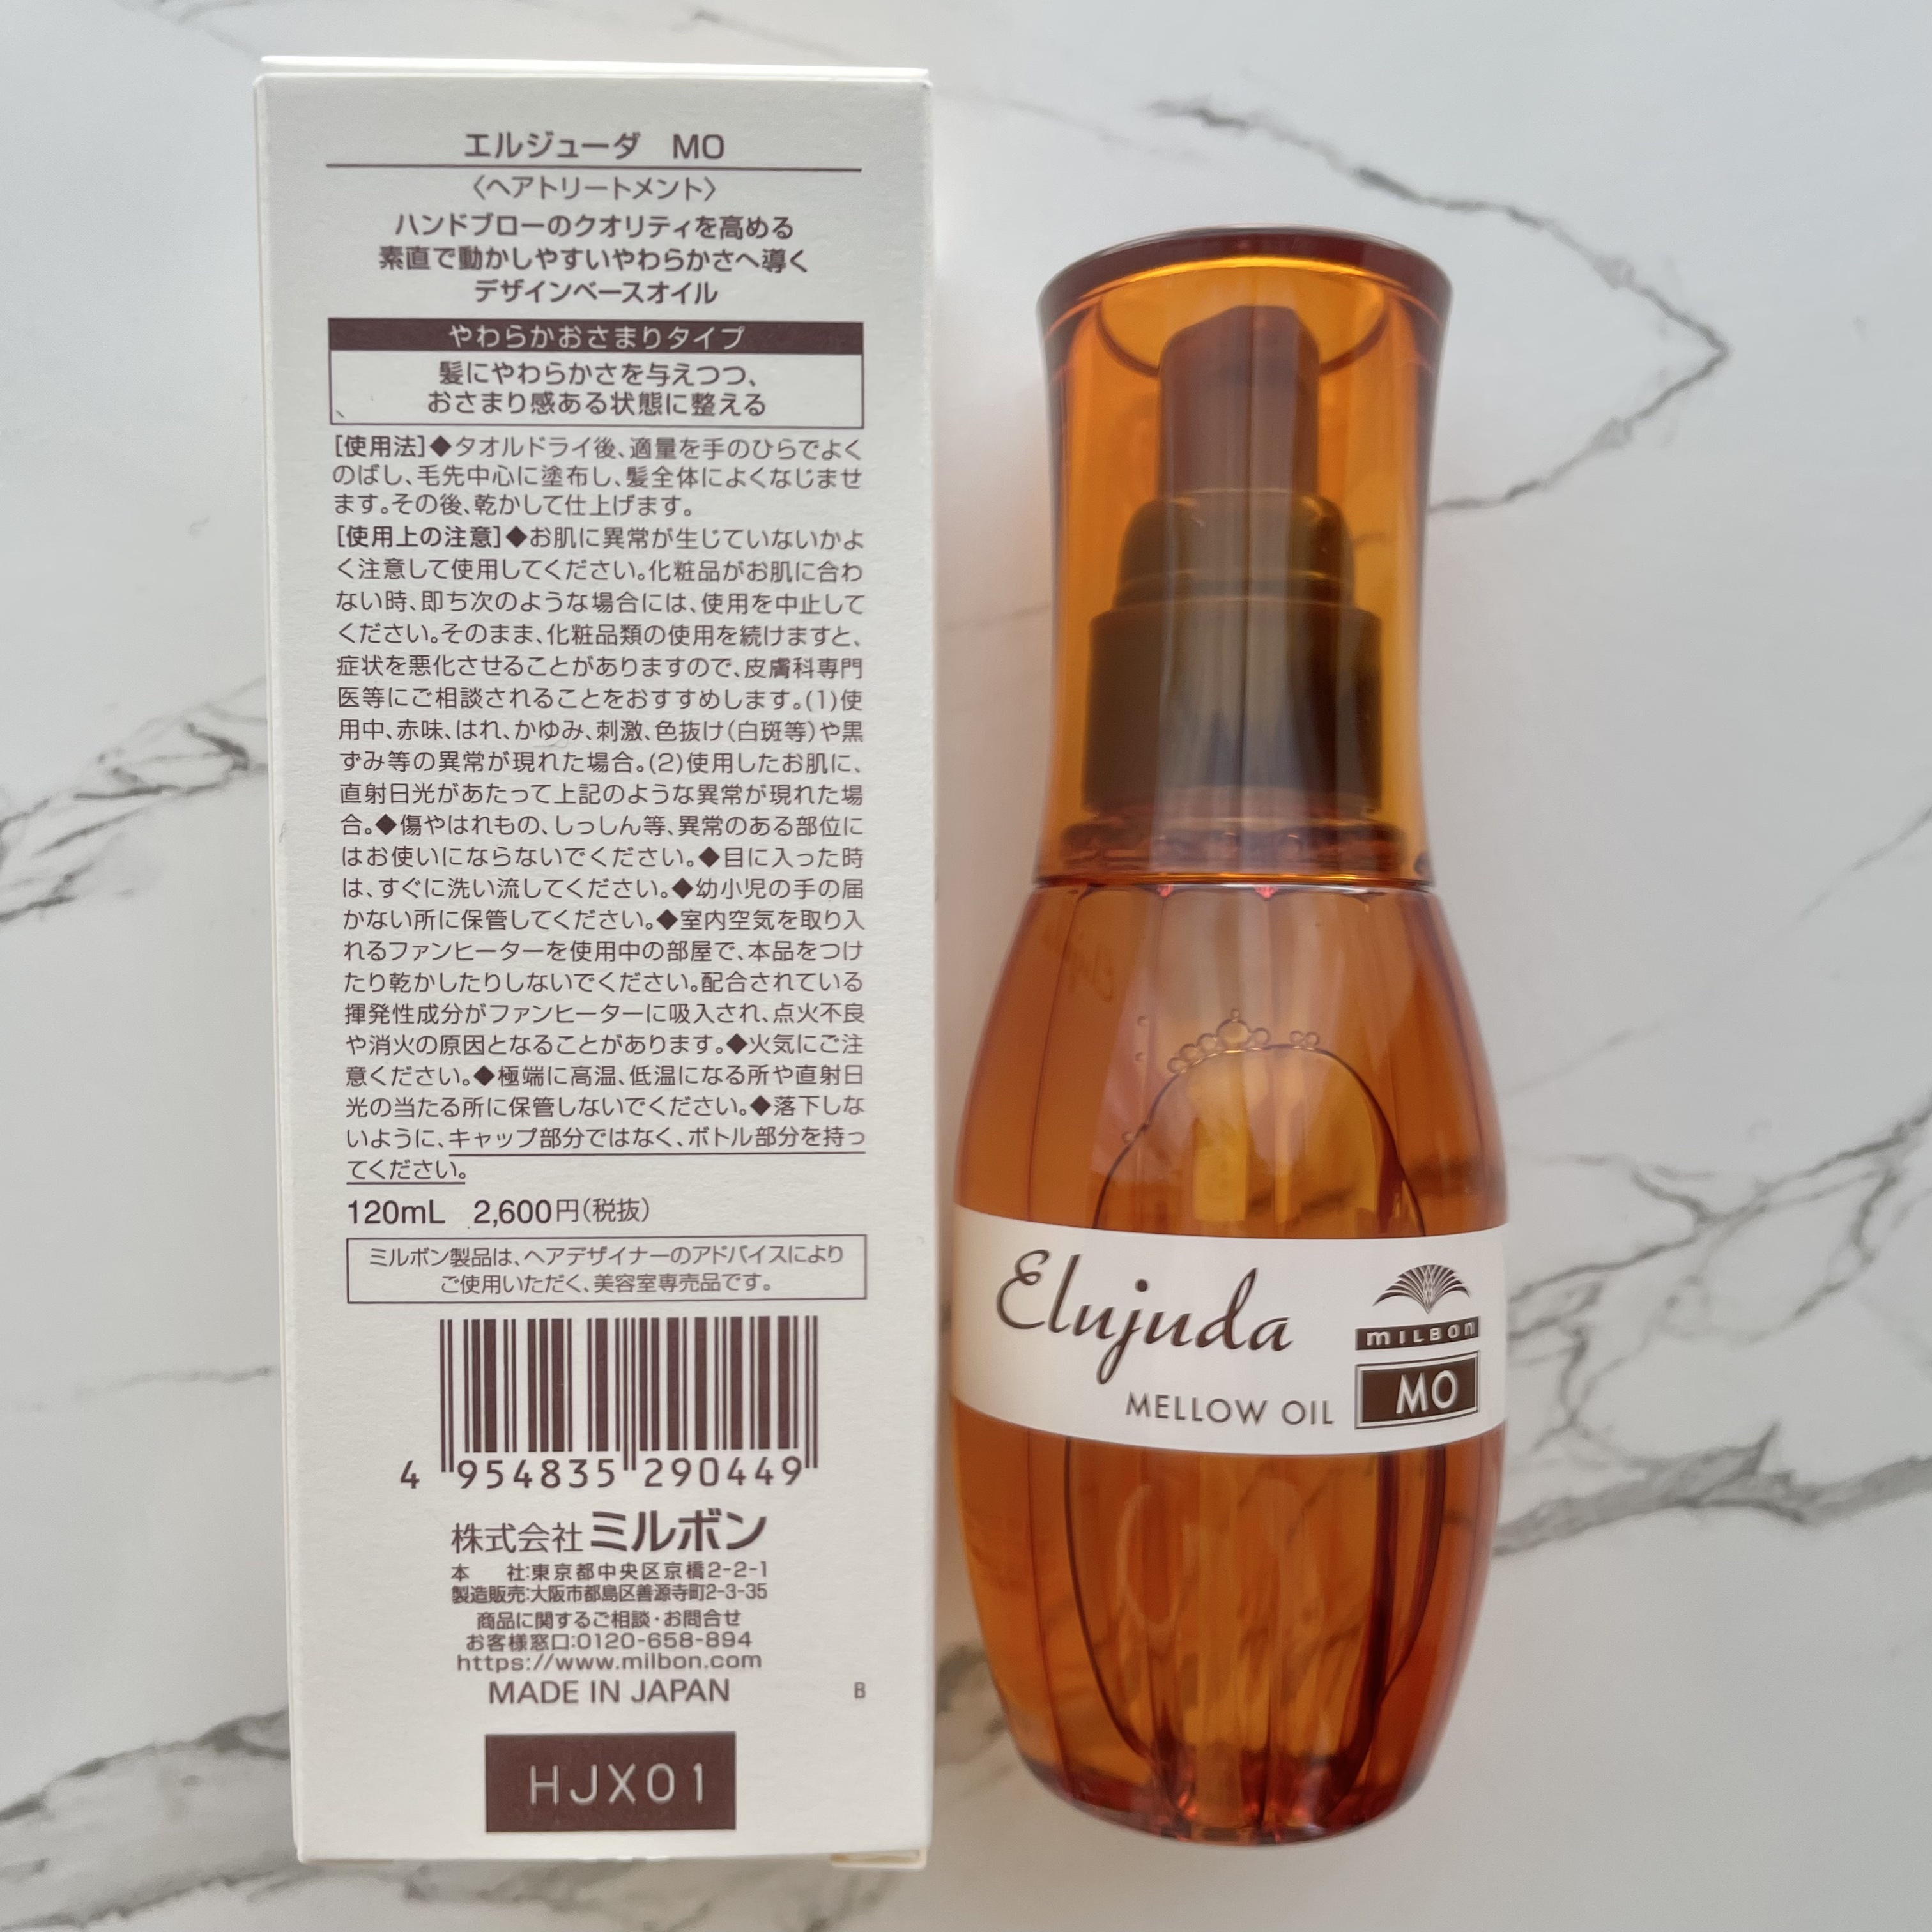 エルジューダ　MO
〈ヘアトリートメント〉
ハンドブローのクオリティを高める
素直で動かしやすいやわらかさへ導く
デザインベースオイル
やわらかおさまりタイプ
髪にやわらかさを与えつつ、
おさまり感ある状態に整える
[使用法]◆タオルドライ後、適量を手のひらでよく
のばし、毛先中心に塗布し、髪全体によくなじませ
ます。その後、乾かして仕上げます。
[使用上の注意]◆お肌に異常が生じていないかよ
く注意して使用してください。化粧品がお肌に合わ
ない時、即ち次のような場合には、使用を中止して
ください。そのまま、化粧品類の使用を続けますと、
症状を悪化させることがありますので、皮膚科専門
医等にご相談されることをおすすめします。(1)使
用中、赤味、はれ、かゆみ、刺激、色抜け(白斑等)や黒
ずみ等の異常が現れた場合。(2)使用したお肌に、
直射日光があたって上記のような異常が現れた場
合。◆傷やはれもの、しっしん等、異常のある部位に
はお使いにならないでください。◆目に入った時
は、すぐに洗い流してください。◆幼小児の手の届
かない所に保管してください。◆室内空気を取り入
れるファンヒーターを使用中の部屋で、本品をつけ
たり乾かしたりしないでください。配合されている
揮発性成分がファンヒーターに吸入され、点火不良
や消火の原因となることがあります。◆火気にご注
意ください。◆極端に高温、低温になる所や直射日
光の当たる所に保管しないでください。◆落下しな
いように、キャップ部分ではなく、ボトル部分を持っ
てください。
120mL　2,600円(税抜)
ミルボン製品は、ヘアデザイナーのアドバイスにより
ご使用いただく、美容室専売品です。
4 954835 290449
株式会社ミルボン
本　社:東京都中央区京橋2-2-1
製造販売:大阪市都島区善源寺町2-3-35
商品に関するご相談・お問合せ
お客様窓口:0120-658-894
https://www.milbon.com
MADE IN JAPAN
B
HJX01
Elujuda
MILBON
MELLOW OIL
MO